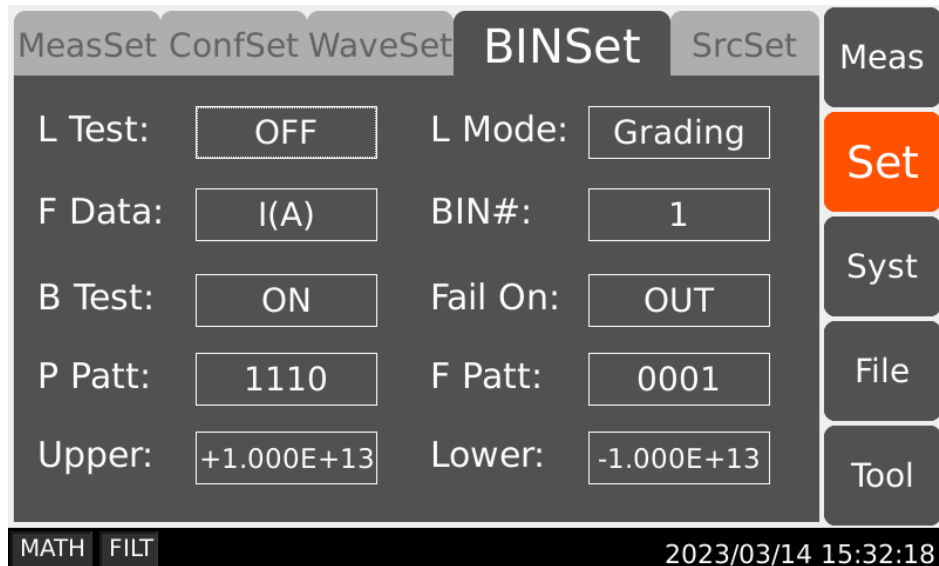 MeasSet ConfSet WaveSet BINSet SrcSet
Meas
L Test: OFF L Mode: Grading
Set
F Data: I(A) BIN#: 1
Syst
B Test: ON Fail On: OUT
P Patt: 1110 F Patt: 0001
File
Upper: +1.000E+13 Lower: -1.000E+13
Tool
MATH FILT 2023/03/14 15:32:18